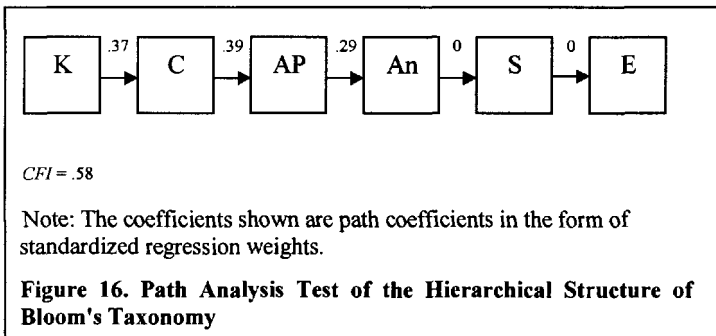 .37 .39 .29 0 0
K C AP An S E
CFI = .58
Note: The coefficients shown are path coefficients in the form of
standardized regression weights.
Figure 16. Path Analysis Test of the Hierarchical Structure of
Bloom's Taxonomy